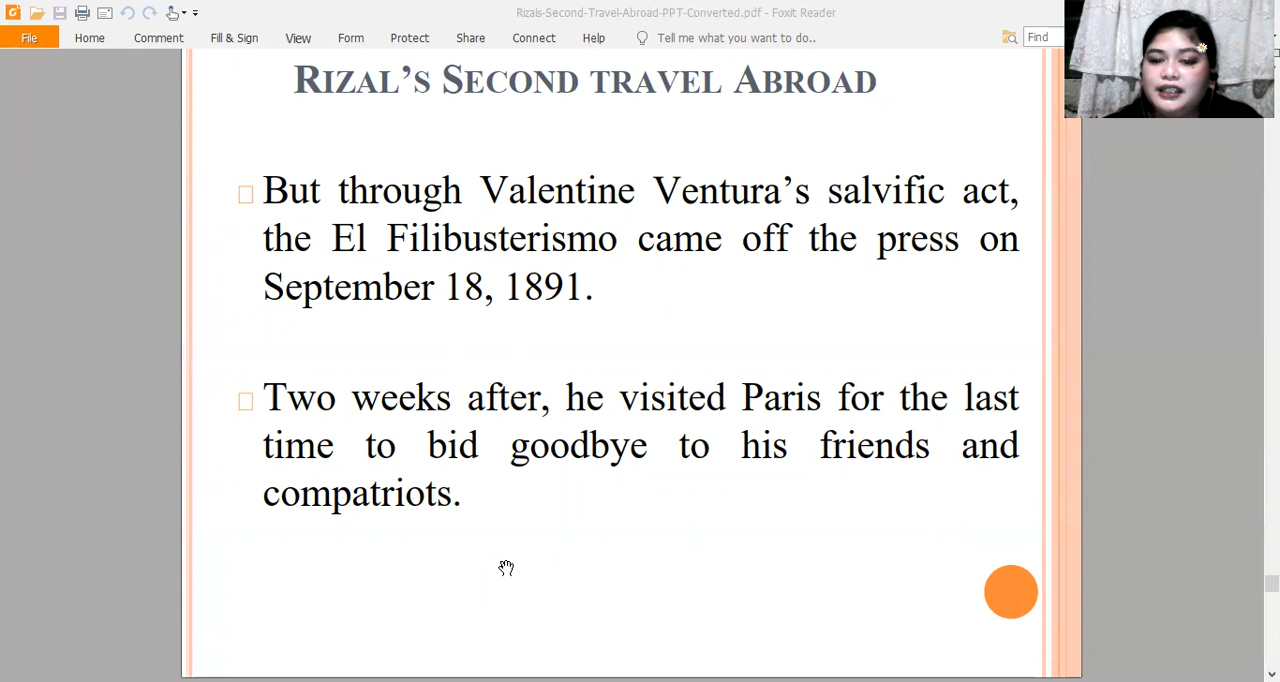 Rizals-Second-Travel-Abroad-PPT-Converted.pdf - Foxit Reader
File Home Comment Fill & Sign View Form Protect Share Connect Help Tell me what you want to do.. Find
RIZAL'S SECOND TRAVEL ABROAD
But through Valentine Ventura's salvific act,
the El Filibusterismo came off the press on
September 18, 1891.
Two weeks after, he visited Paris for the last
time to bid goodbye to his friends and
compatriots.